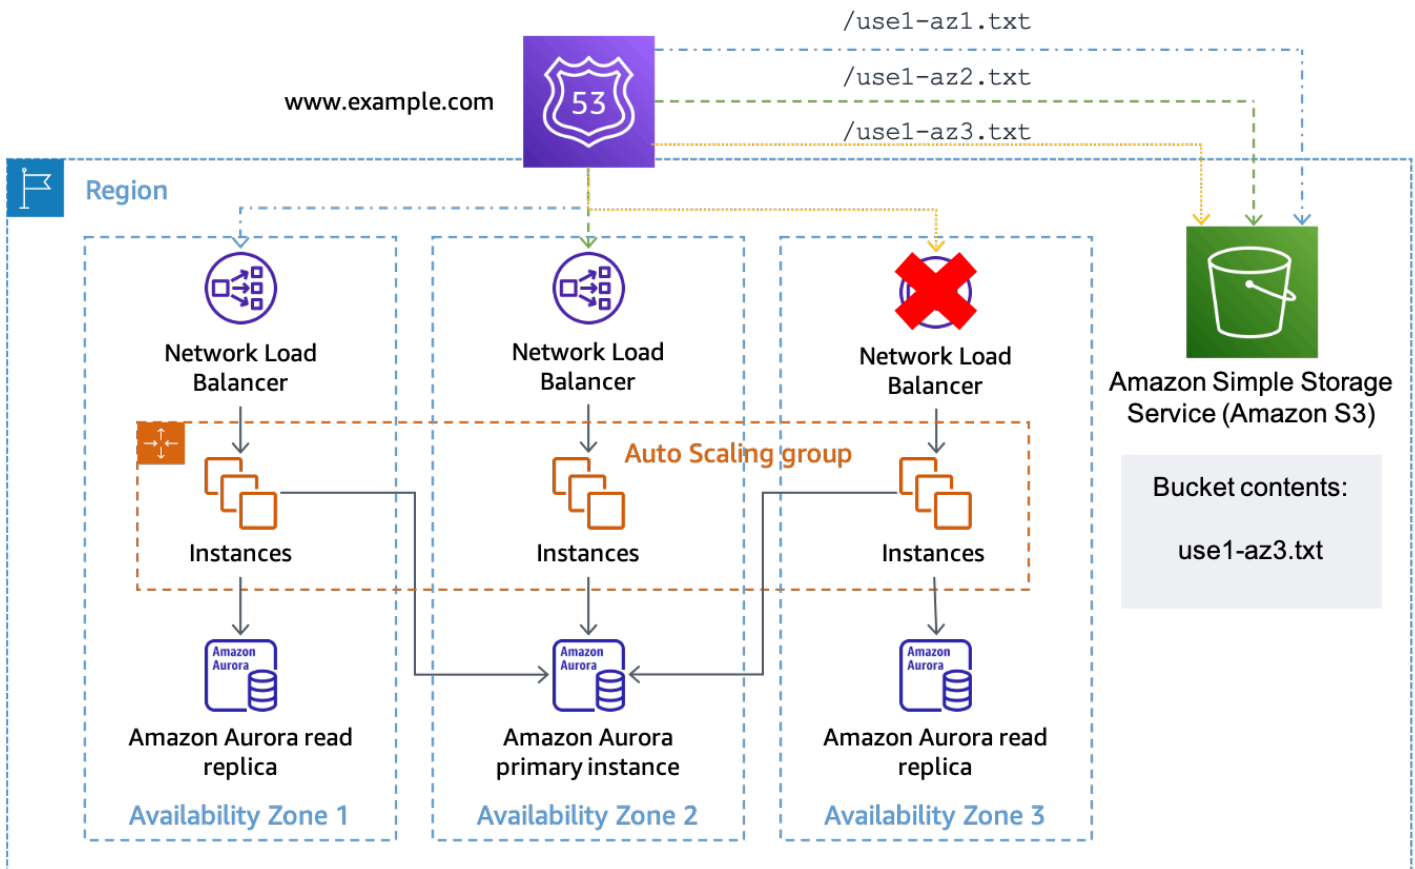 /use1-az1.txt
/use1-az2.txt
/use1-az3.txt
www.example.com
53
Region
Network Load
Balancer
Network Load
Balancer
Network Load
Balancer
Amazon Simple Storage
Service (Amazon S3)
Auto Scaling group
Bucket contents:
use1-az3.txt
Instances
Instances
Instances
Amazon
Aurora
Amazon
Aurora
Amazon
Aurora
Amazon Aurora read
replica
Amazon Aurora
primary instance
Amazon Aurora read
replica
Availability Zone 1
Availability Zone 2
Availability Zone 3